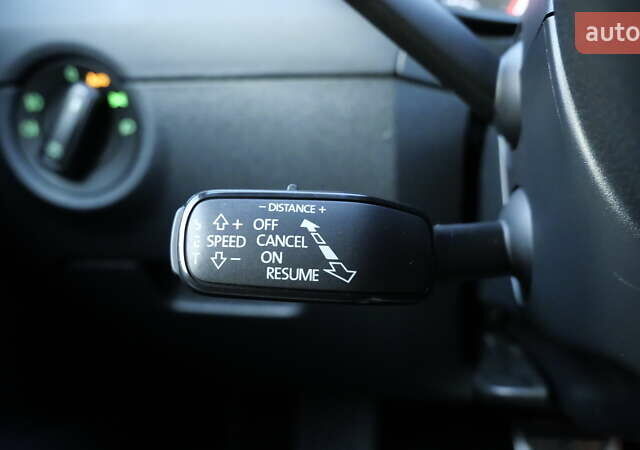 auto
− DISTANCE +
S + OFF
E SPEED CANCEL
T − ON
RESUME